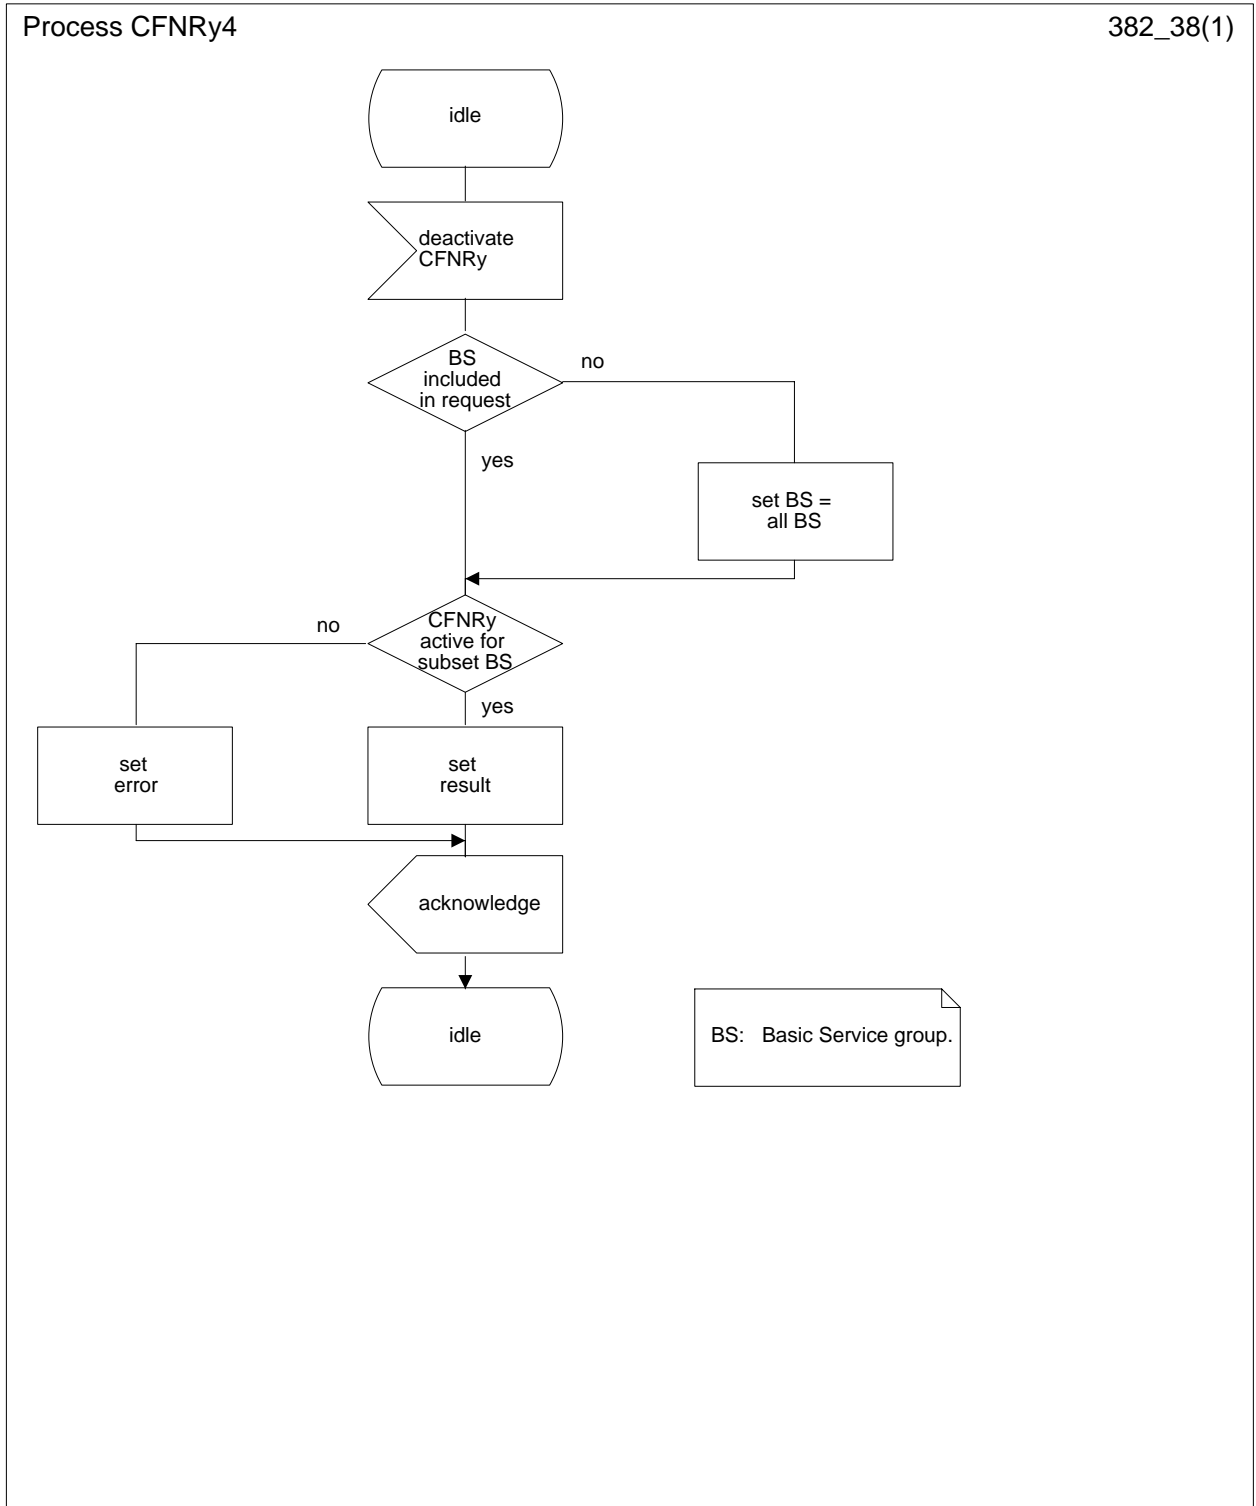 Process CFNRy4
382_38(1)
idle
deactivate
CFNRy
BS
included
in request
no
yes
set BS =
all BS
CFNRy
active for
subset BS
no
yes
set
error
set
result
acknowledge
idle
BS: Basic Service group.